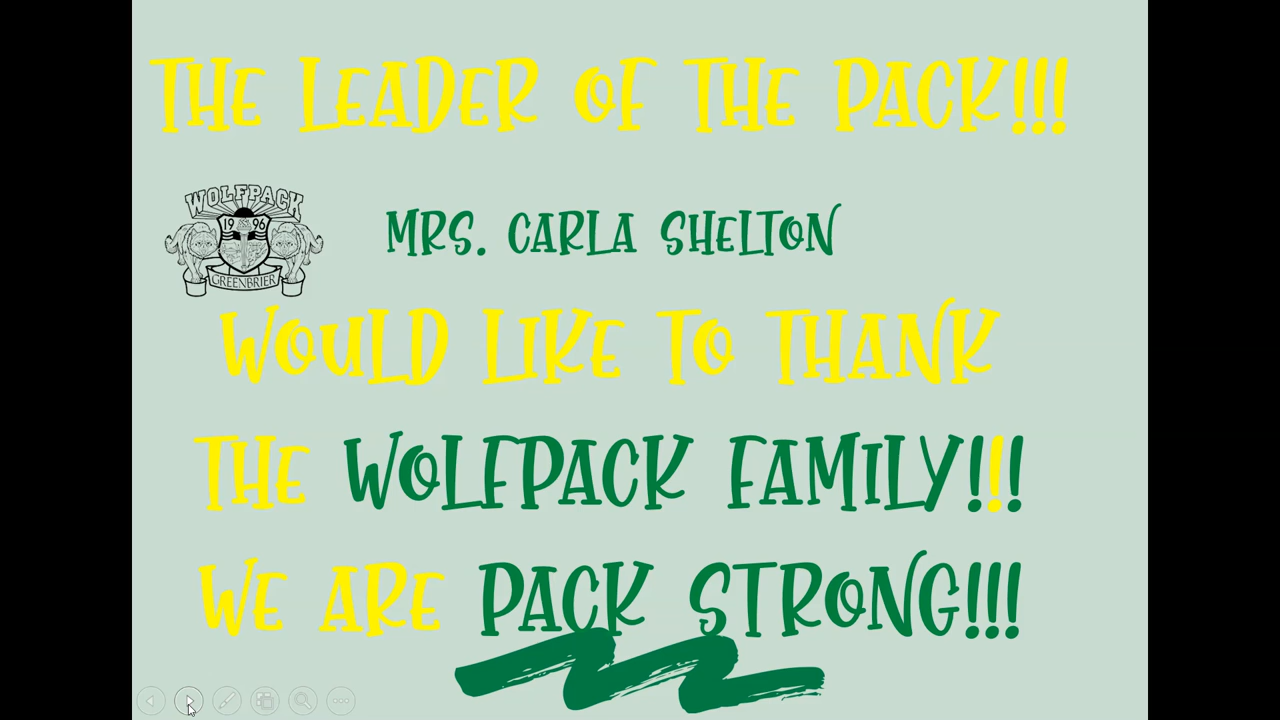 THE LEADER OF THE PACK!!!
WOLFPACK
19 96
GREENBRIER
MRS. CARLA SHELTON
WOULD LIKE TO THANK
THE WOLFPACK FAMILY!!!
WE ARE PACK STRONG!!!